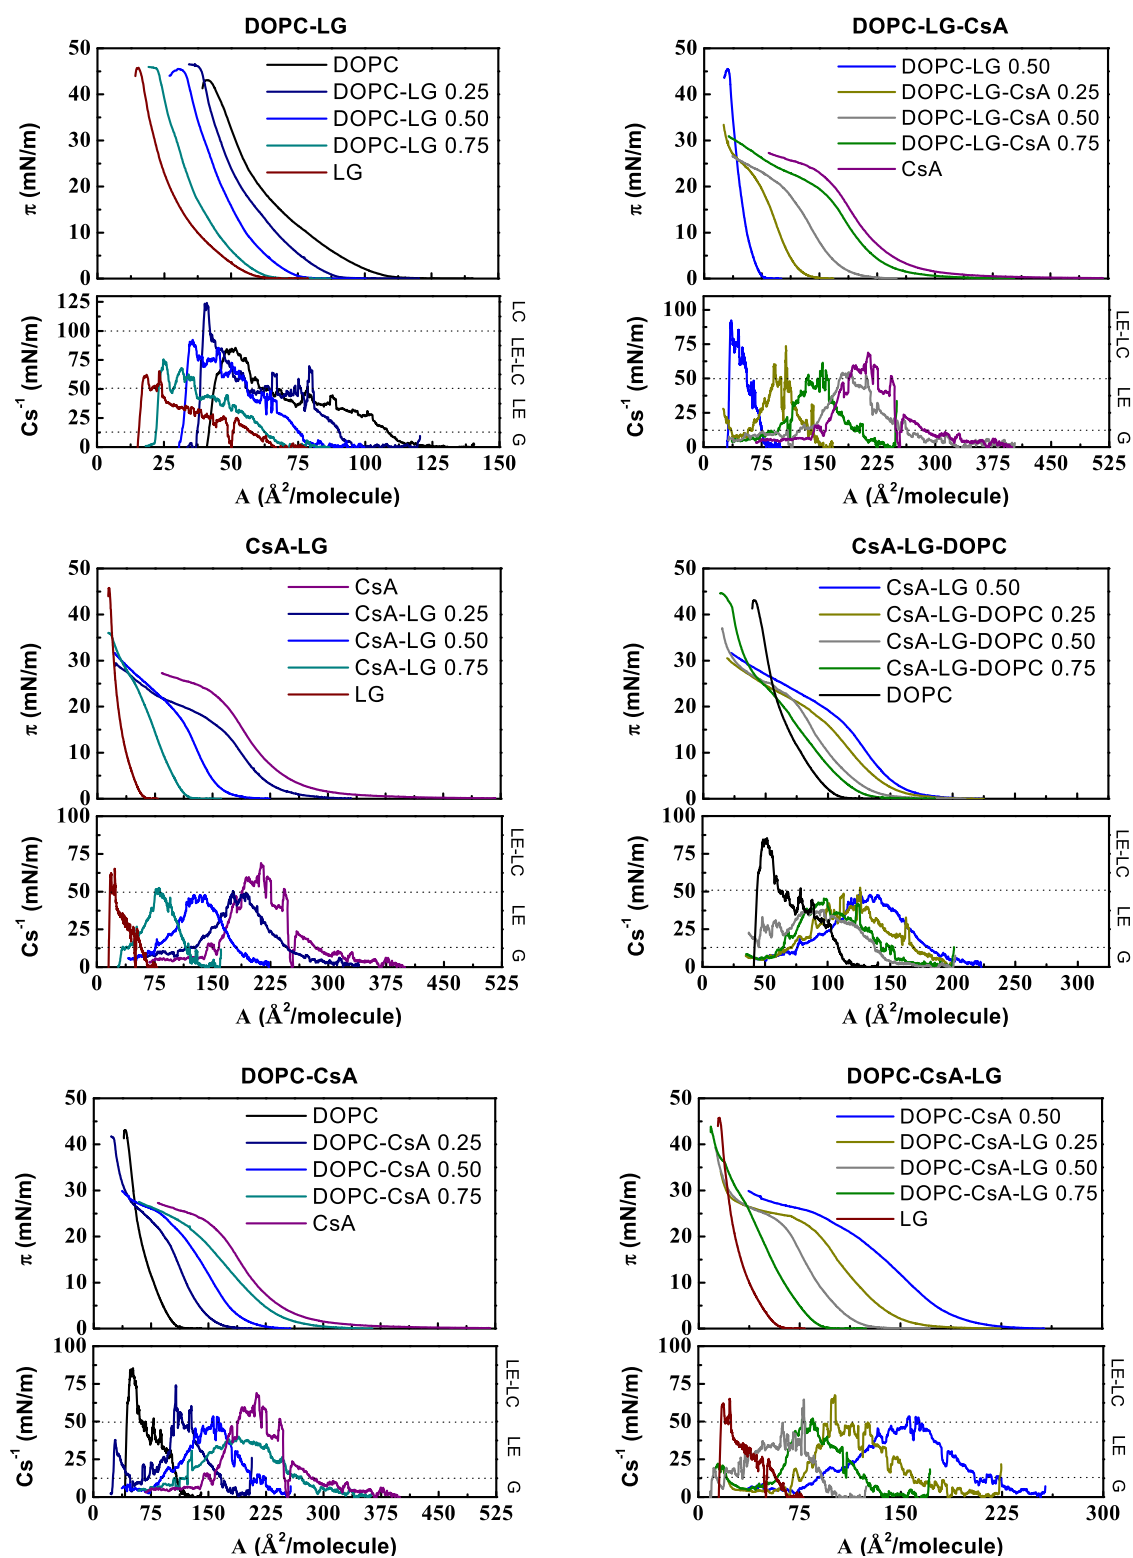 DOPC-LG
50
40
30
20
10
0
π (mN/m)
DOPC
DOPC-LG 0.25
DOPC-LG 0.50
DOPC-LG 0.75
LG
125
100
75
50
25
0
Cs⁻¹ (mN/m)
LC
LE-LC
LE
G
0 25 50 75 100 125 150
A (Å²/molecule)
DOPC-LG-CsA
50
40
30
20
10
0
π (mN/m)
DOPC-LG 0.50
DOPC-LG-CsA 0.25
DOPC-LG-CsA 0.50
DOPC-LG-CsA 0.75
CsA
100
75
50
25
0
Cs⁻¹ (mN/m)
LE-LC
LE
G
0 75 150 225 300 375 450 525
A (Å²/molecule)
CsA-LG
50
40
30
20
10
0
π (mN/m)
CsA
CsA-LG 0.25
CsA-LG 0.50
CsA-LG 0.75
LG
100
75
50
25
0
Cs⁻¹ (mN/m)
LE-LC
LE
G
0 75 150 225 300 375 450 525
A (Å²/molecule)
CsA-LG-DOPC
50
40
30
20
10
0
π (mN/m)
CsA-LG 0.50
CsA-LG-DOPC 0.25
CsA-LG-DOPC 0.50
CsA-LG-DOPC 0.75
DOPC
100
75
50
25
0
Cs⁻¹ (mN/m)
LE-LC
LE
G
0 50 100 150 200 250 300
A (Å²/molecule)
DOPC-CsA
50
40
30
20
10
0
π (mN/m)
DOPC
DOPC-CsA 0.25
DOPC-CsA 0.50
DOPC-CsA 0.75
CsA
100
75
50
25
0
Cs⁻¹ (mN/m)
LE-LC
LE
G
0 75 150 225 300 375 450 525
A (Å²/molecule)
DOPC-CsA-LG
50
40
30
20
10
0
π (mN/m)
DOPC-CsA 0.50
DOPC-CsA-LG 0.25
DOPC-CsA-LG 0.50
DOPC-CsA-LG 0.75
LG
100
75
50
25
0
Cs⁻¹ (mN/m)
LE-LC
LE
G
0 75 150 225 300
A (Å²/molecule)